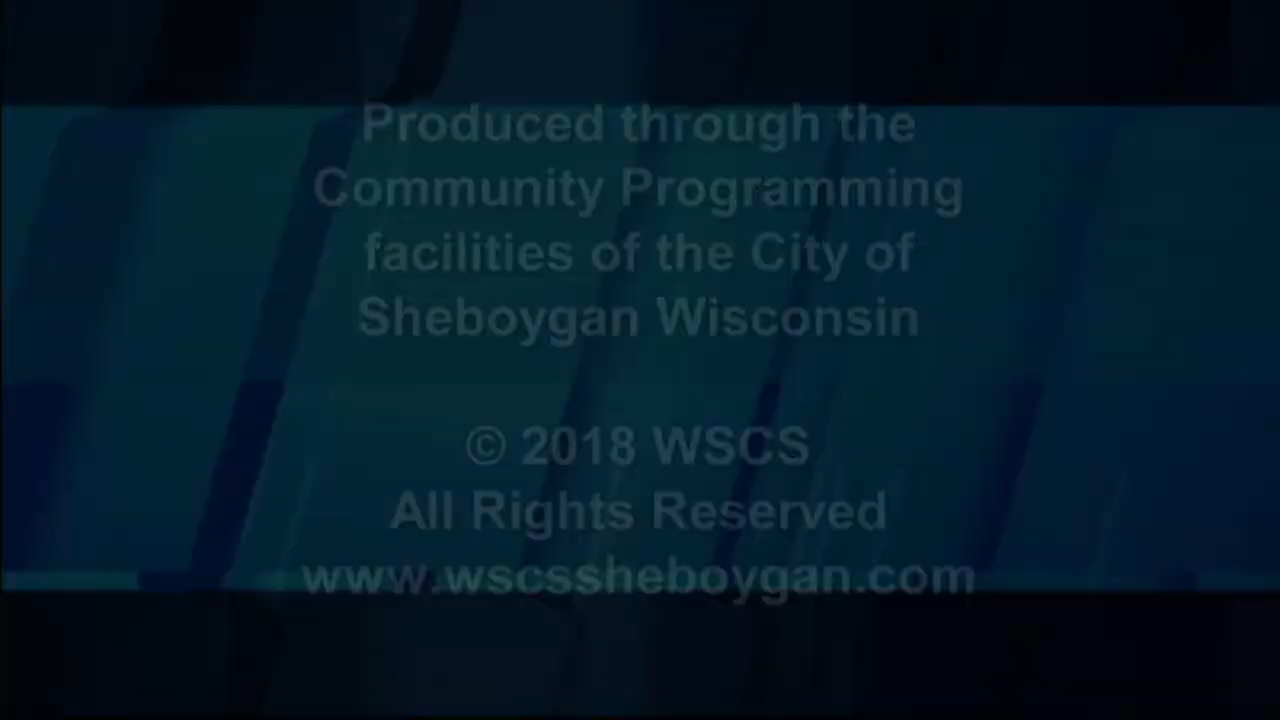 Produced through the
Community Programming
facilities of the City of
Sheboygan Wisconsin
© 2018 WSCS
All Rights Reserved
www.wscssheboygan.com